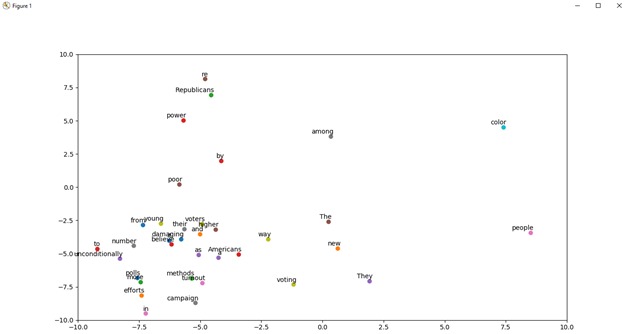 Figure 1
10.0
re
Republicans
7.5
power
5.0
color
among
by
2.5
poor
0.0
The
from
young
voters
higher
−2.5
their
and
people
damaging
believe
way
to
number
new
unconditionally
as
a
Americans
−5.0
polls
more
methods
turnout
voting
They
−7.5
efforts
campaign
in
−10.0
−10.0 −7.5 −5.0 −2.5 0.0 2.5 5.0 7.5 10.0